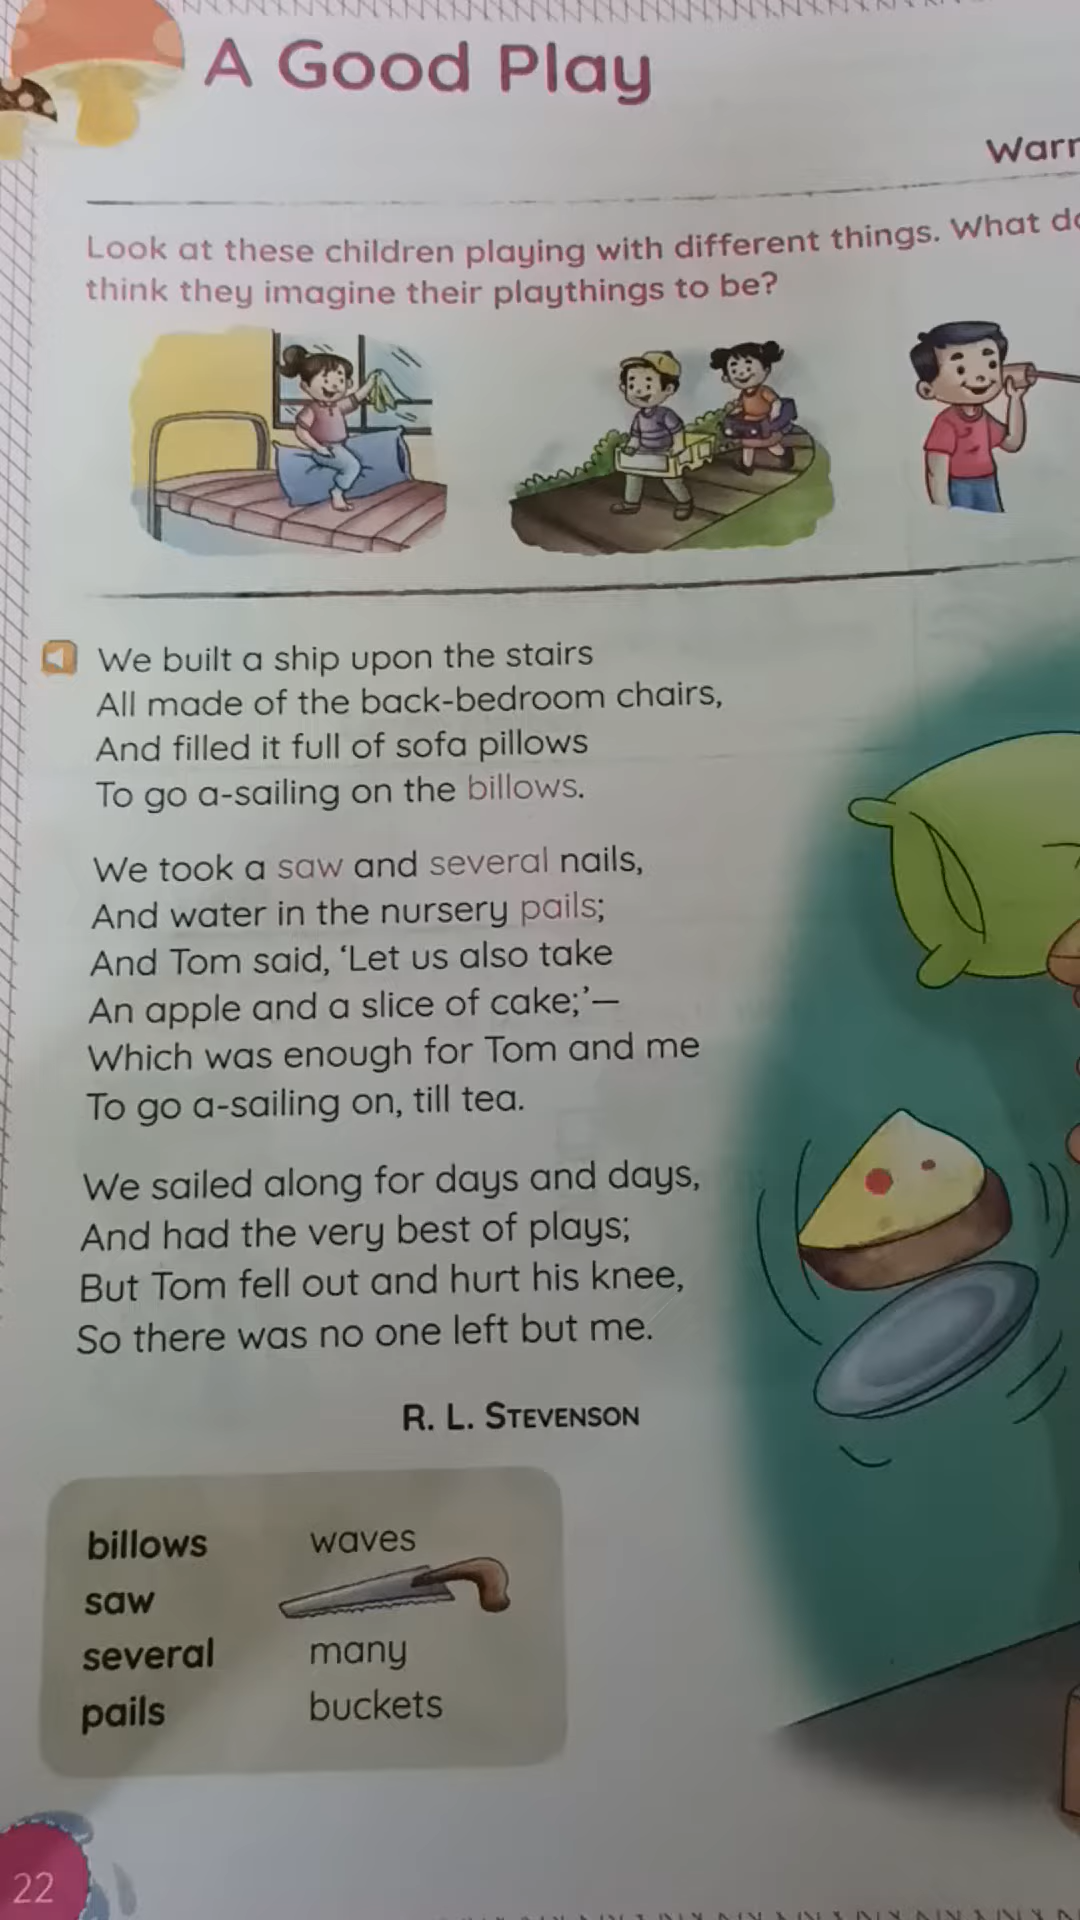 A Good Play
Look at these children playing with different things. What
think they imagine their playthings to be?
We built a ship upon the stairs
All made of the back-bedroom chairs,
And filled it full of sofa pillows
To go a-sailing on the billows.
We took a saw and several nails,
And water in the nursery pails;
And Tom said, ‘Let us also take
An apple and a slice of cake;’—
Which was enough for Tom and me
To go a-sailing on, till tea.
We sailed along for days and days,
And had the very best of plays;
But Tom fell out and hurt his knee,
So there was no one left but me.
R. L. STEVENSON
billows waves
saw
several many
pails buckets
22